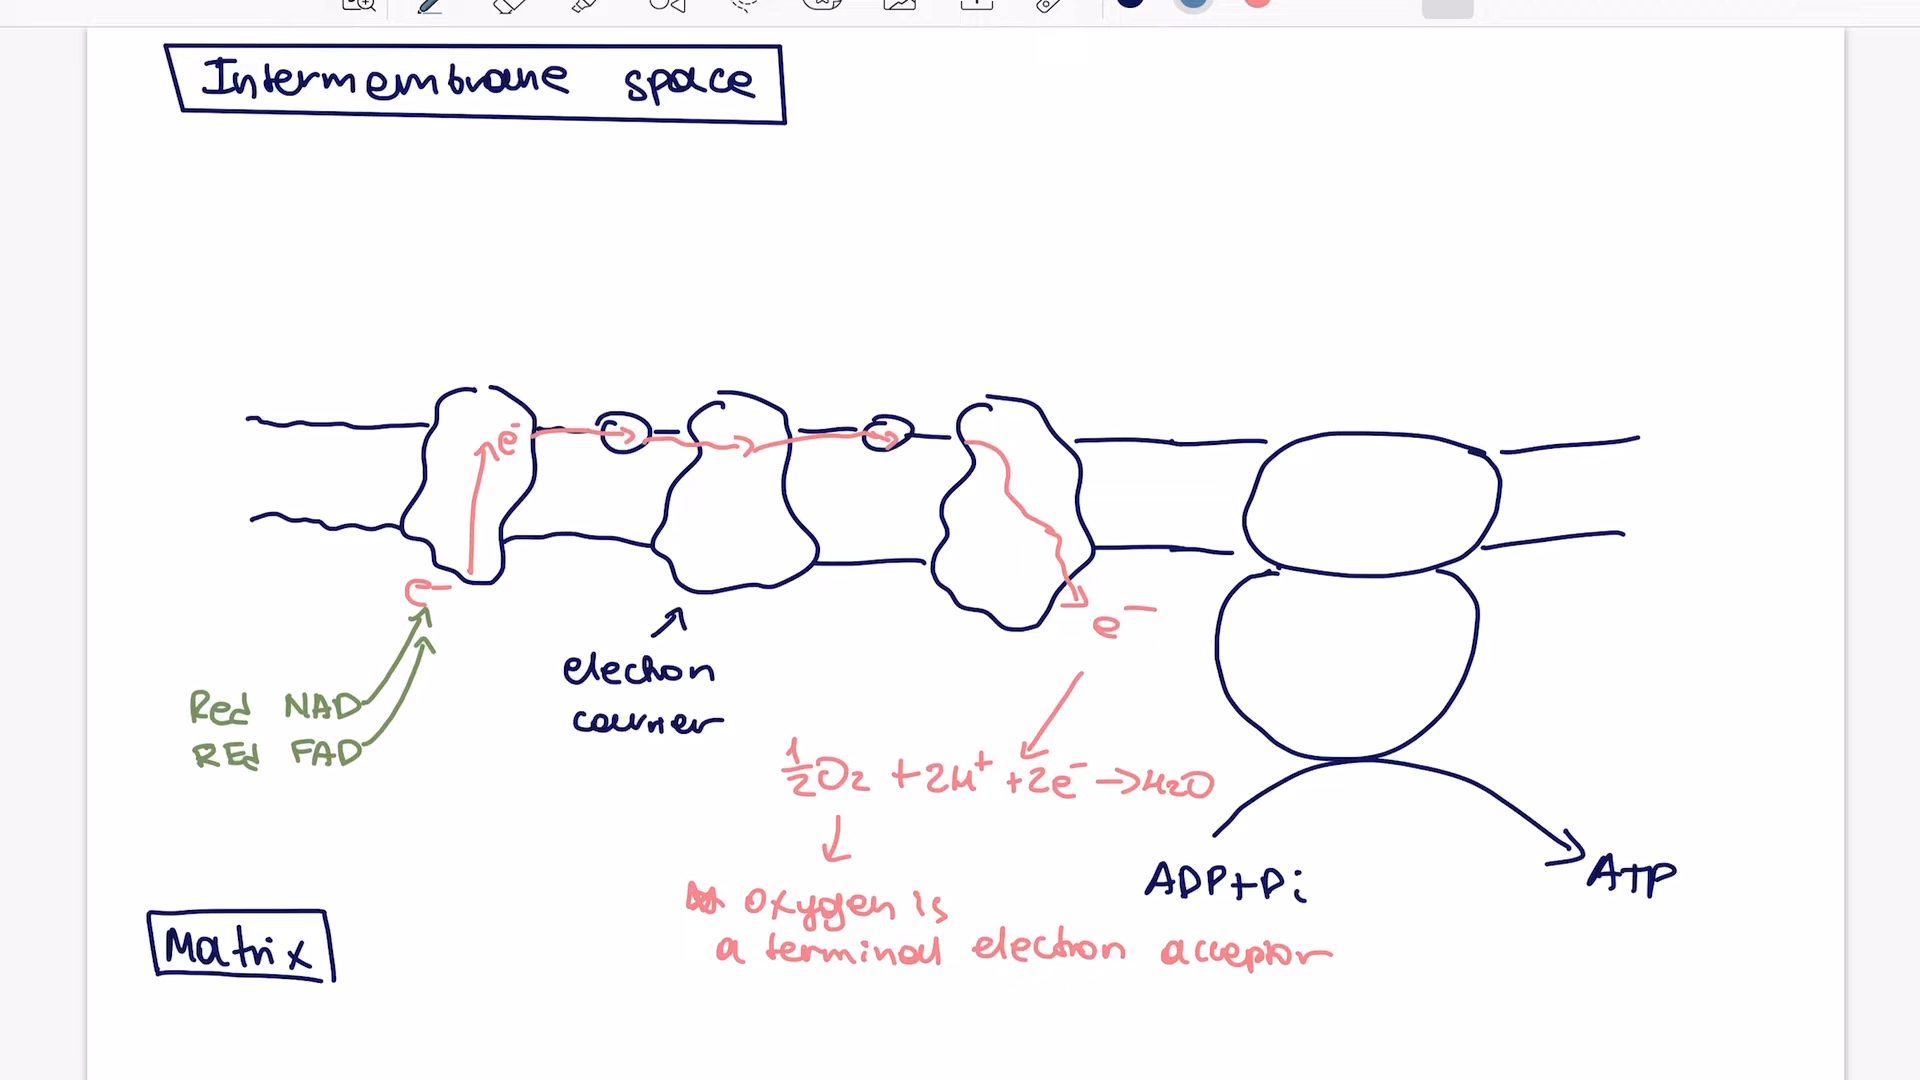 Intermembrane space
e⁻
e⁻
e⁻
electron
carrier
Red NAD
REd FAD
½O₂ + 2H⁺ + 2e⁻ → H₂O
ADP+Pi
ATP
oxygen is
a terminal electron acceptor
Matrix